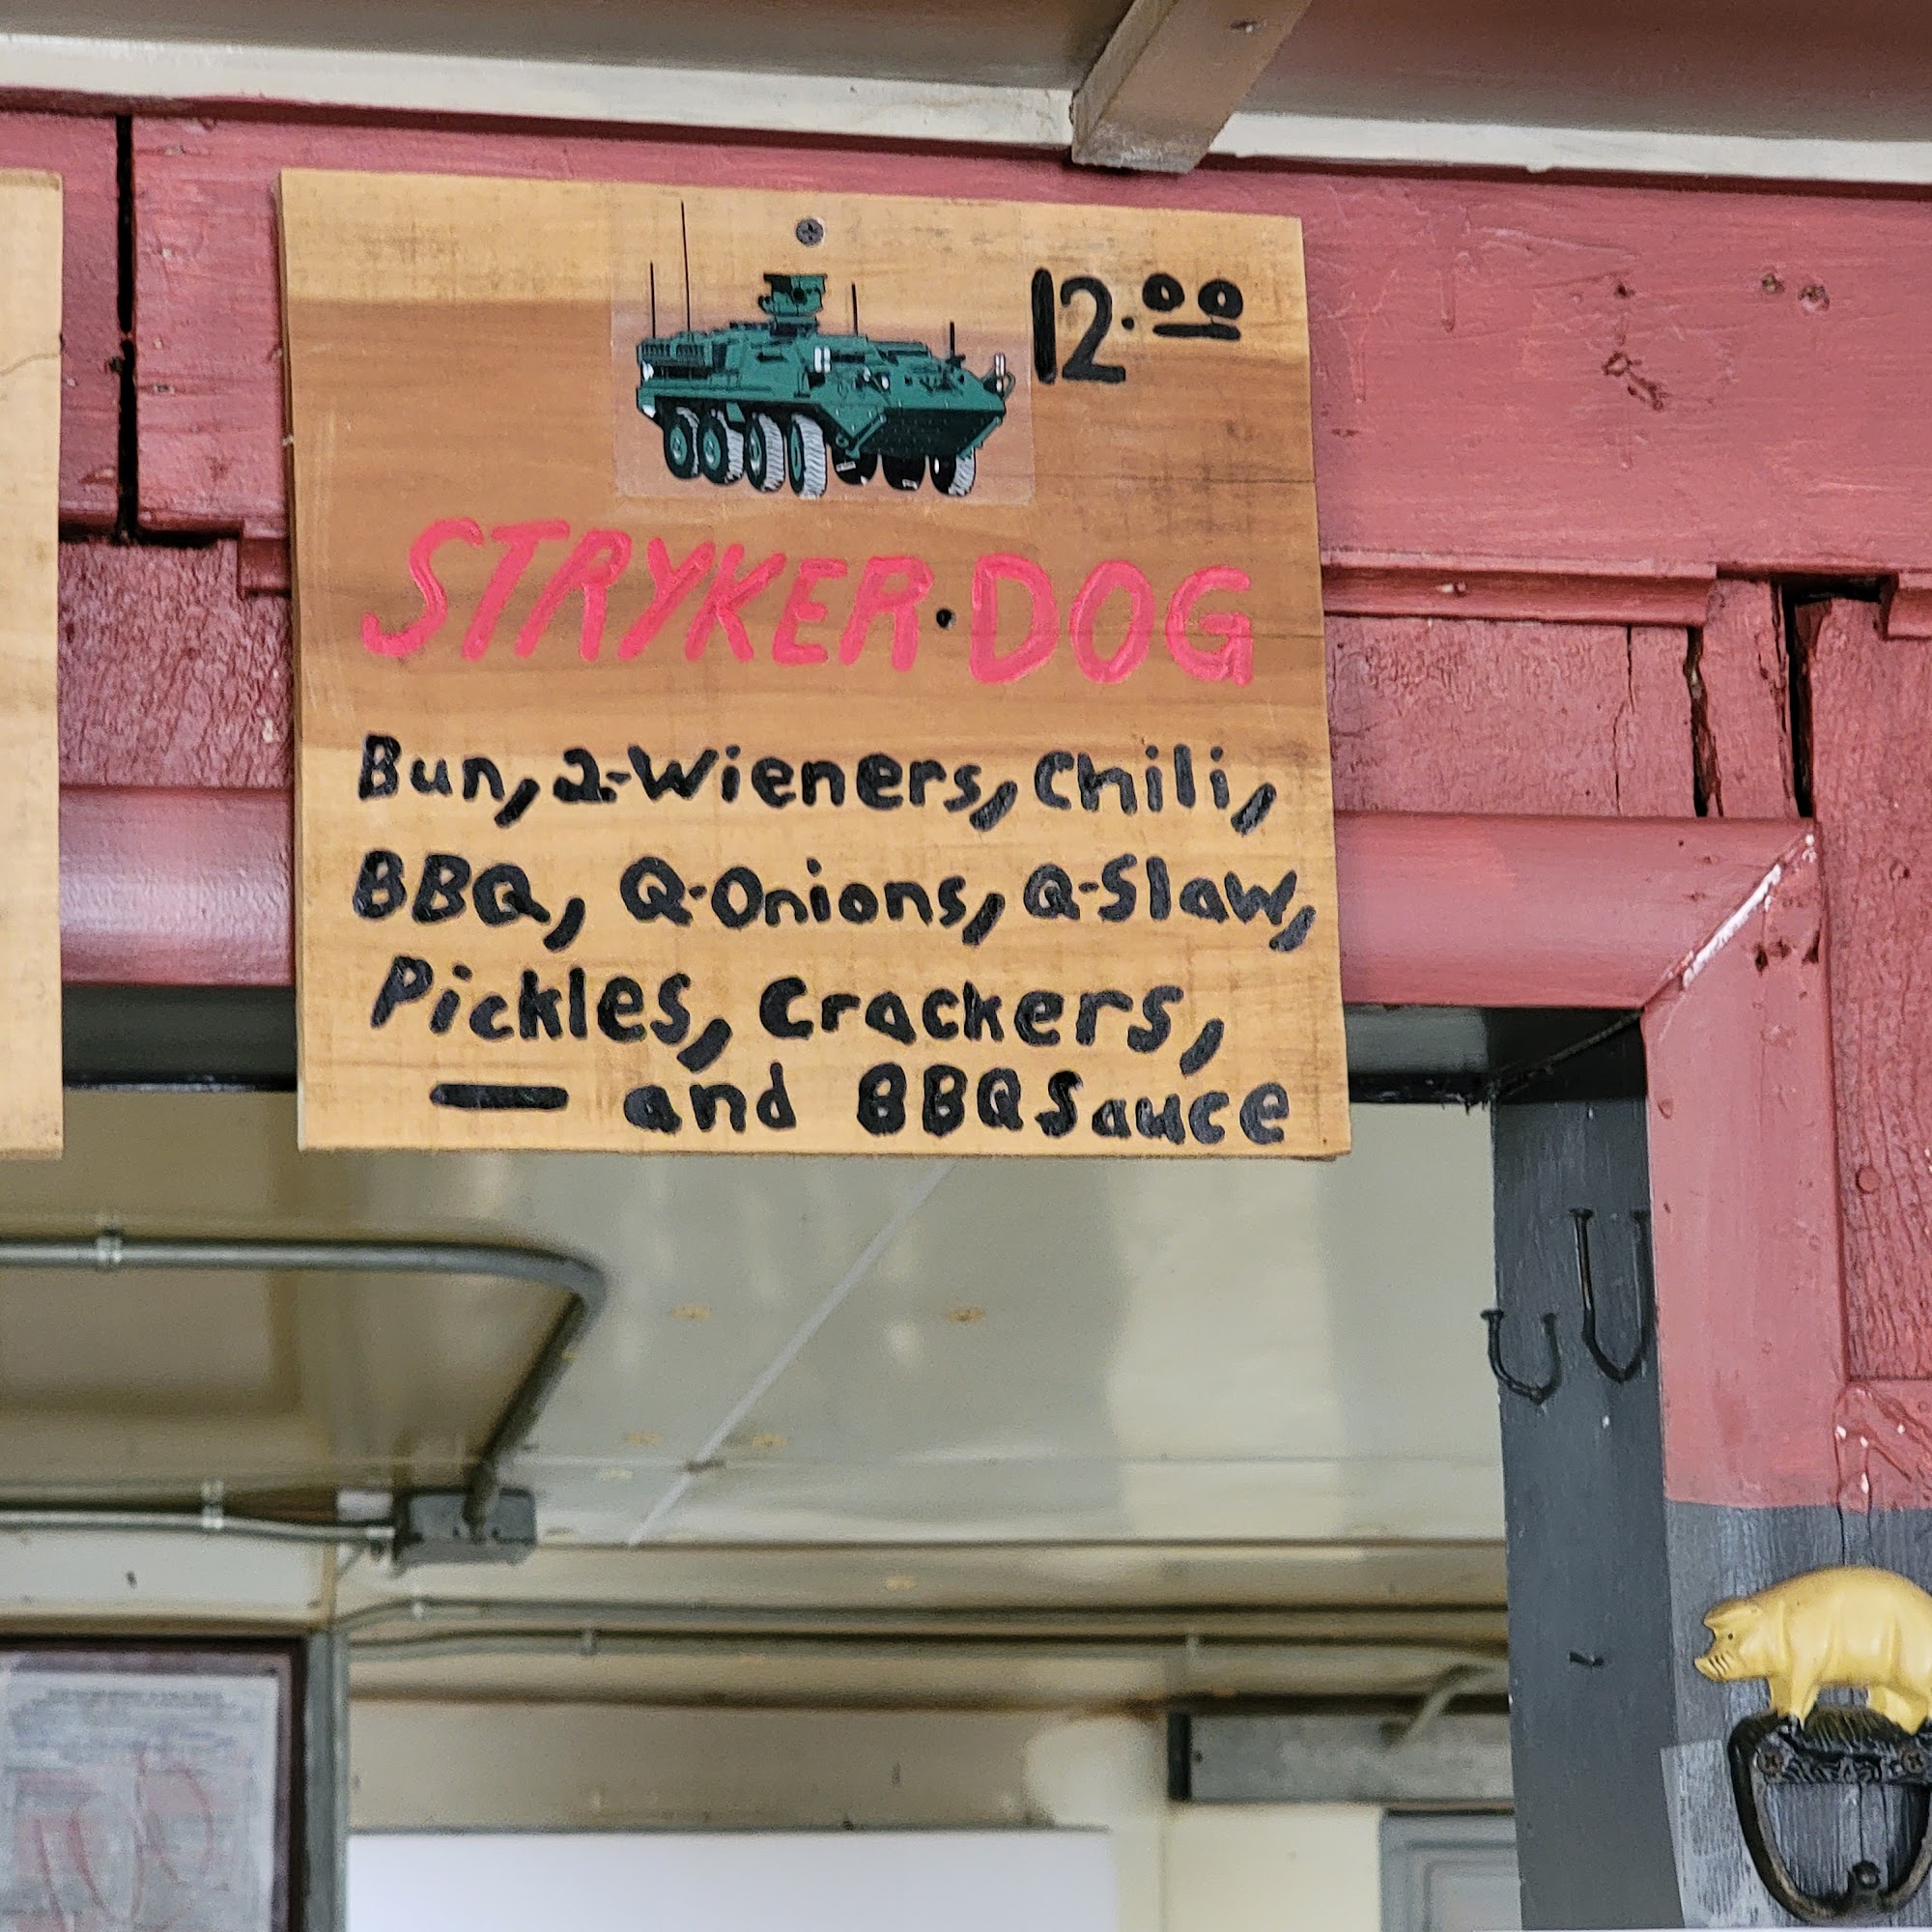 12.00
STRYKER·DOG
Bun, 2-Wieners, Chili,
BBQ, Q-Onions, Q-Slaw,
Pickles, Crackers,
— and BBQ Sauce